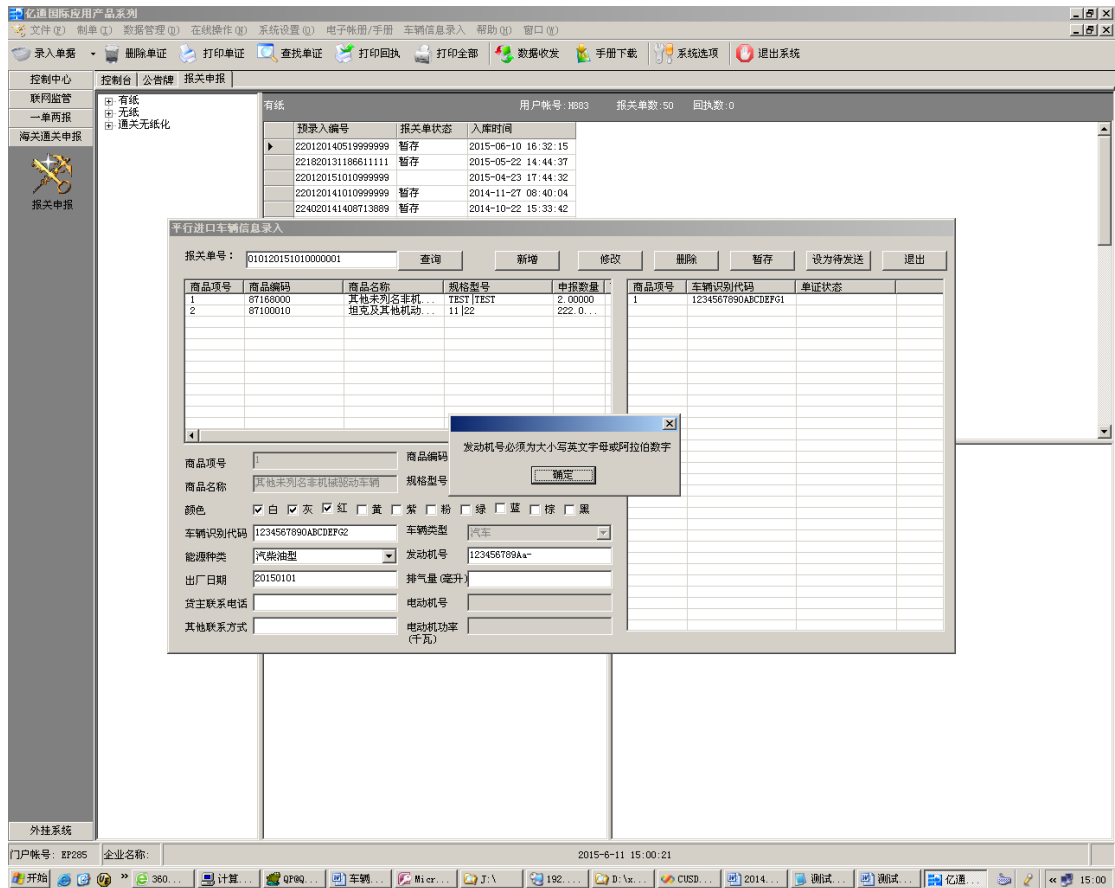 亿通国际应用产品系列
文件(F) 制单(I) 数据管理(D) 在线操作(W) 系统设置(O) 电子帐册/手册 车辆信息录入 帮助(H) 窗口(W)
录入单据 删除单证 打印单证 查找单证 打印回执 打印全部 数据收发 手册下载 系统选项 退出系统
控制中心
联网监管
一单两报
海关通关申报
报关申报
控制台 公告牌 报关申报
有纸
无纸
通关无纸化
有纸 用户帐号:H883 报关单数:50 回执数:0
预录入编号 报关单状态 入库时间
220120140519999999 暂存 2015-06-10 16:32:15
221820131186611111 暂存 2015-05-22 14:44:37
220120151010999999 2015-04-23 17:44:32
220120141010999999 暂存 2014-11-27 08:40:04
224020141408713889 暂存 2014-10-22 15:33:42
平行进口车辆信息录入
报关单号: 010120151010000001 查询 新增 修改 删除 暂存 设为待发送 退出
商品项号 商品编码 商品名称 规格型号 申报数量
1 87168000 其他未列名非机... TEST|TEST 2.00000
2 87100010 坦克及其他机动... 11|22 222.0...
商品项号 车辆识别代码 单证状态
1 1234567890ABCDEFG1
发动机号必须为大小写英文字母或阿拉伯数字
确定
商品项号 1 商品编码
商品名称 其他未列名非机械驱动车辆 规格型号
颜色 白 灰 红 黄 紫 粉 绿 蓝 棕 黑
车辆识别代码 1234567890ABCDEFG2 车辆类型 汽车
能源种类 汽柴油型 发动机号 123456789Aa-
出厂日期 20150101 排气量(毫升)
货主联系电话 电动机号
其他联系方式 电动机功率
(千瓦)
外挂系统
门户帐号: EP285 企业名称: 2015-6-11 15:00:21
开始 » 360... 计算... QPGQ... 车辆... Micr... J:\ 192.... D:\x... CUSD... 2014... 测试... 测试... 亿通... « 15:00